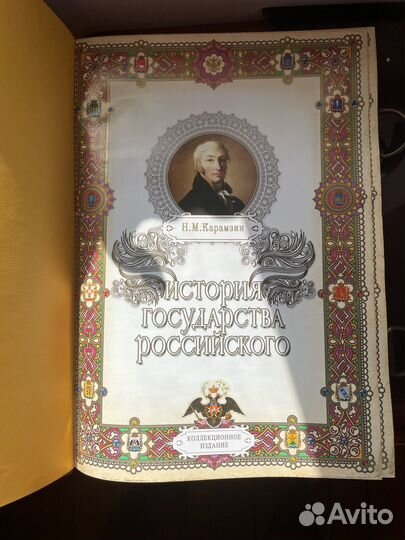 Н.М.Карамзин
ИСТОРИЯ
ГОСУДАРСТВА
РОССИЙСКОГО
КОЛЛЕКЦИОННОЕ
ИЗДАНИЕ
Avito